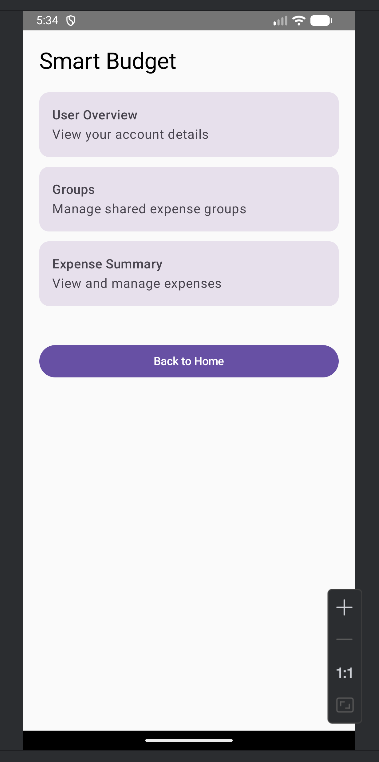 5:34
Smart Budget
User Overview
View your account details
Groups
Manage shared expense groups
Expense Summary
View and manage expenses
Back to Home
1:1